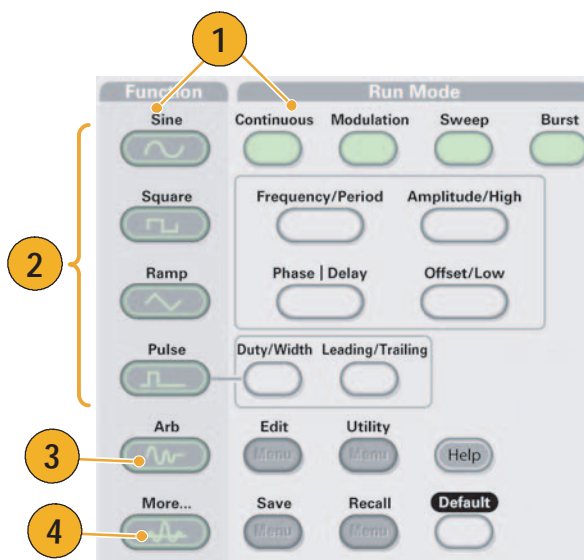 1
Function Run Mode
Sine Continuous Modulation Sweep Burst
Square Frequency/Period Amplitude/High
2
Ramp Phase | Delay Offset/Low
Pulse Duty/Width Leading/Trailing
Arb Edit Utility
3 Menu Menu Help
More... Save Recall Default
4 Menu Menu